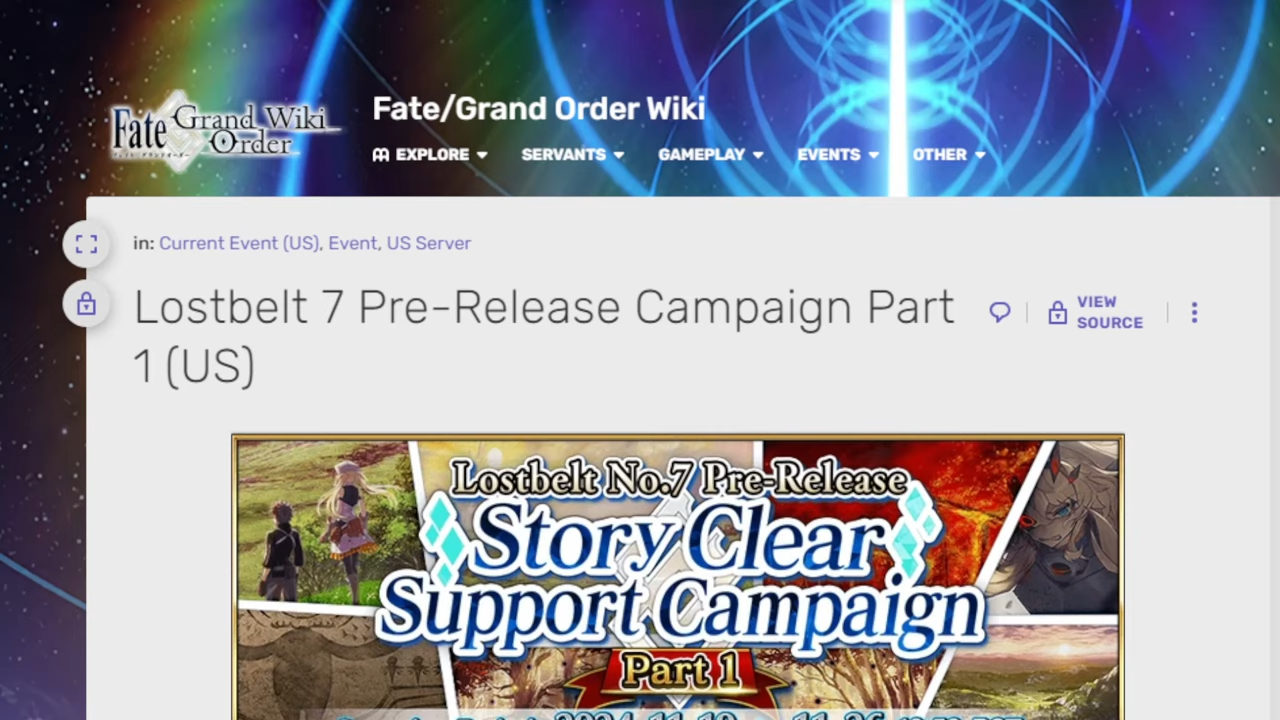 Fate Grand Wiki
Order
Fate/Grand Order Wiki
EXPLORE SERVANTS GAMEPLAY EVENTS OTHER
in: Current Event (US), Event, US Server
Lostbelt 7 Pre-Release Campaign Part
1 (US)
VIEW
SOURCE
Lostbelt No.7 Pre-Release
Story Clear
Support Campaign
Part 1